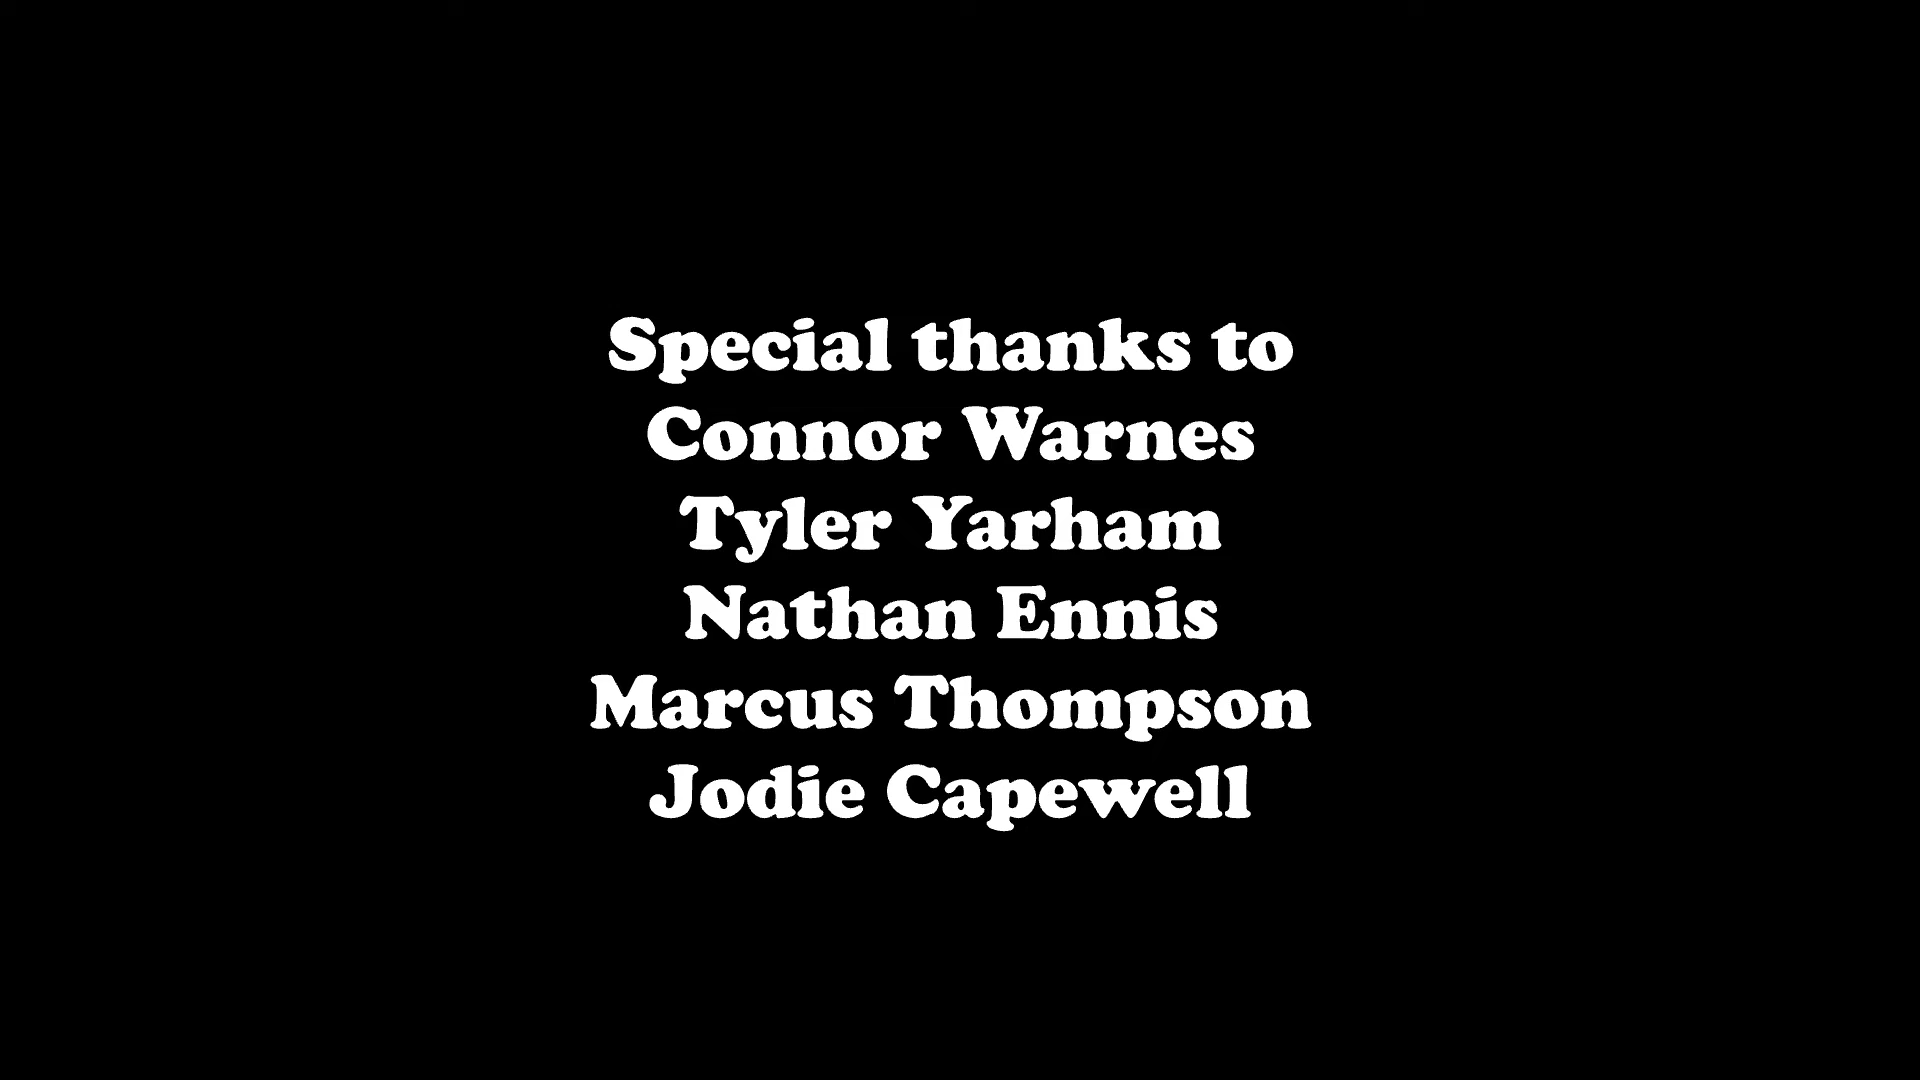 Special thanks to
Connor Warnes
Tyler Yarham
Nathan Ennis
Marcus Thompson
Jodie Capewell